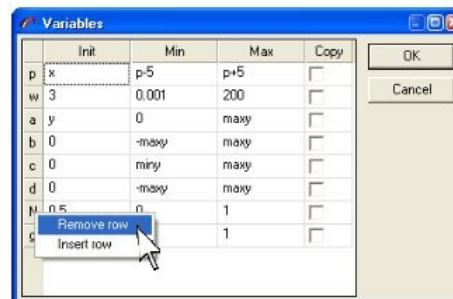 Variables
Init Min Max Copy
p x p-5 p+5
w 3 0.001 200
a y 0 maxy
b 0 -maxy maxy
c 0 miny maxy
d 0 -maxy maxy
N 0.5 0 1
1
Remove row
Insert row
OK
Cancel